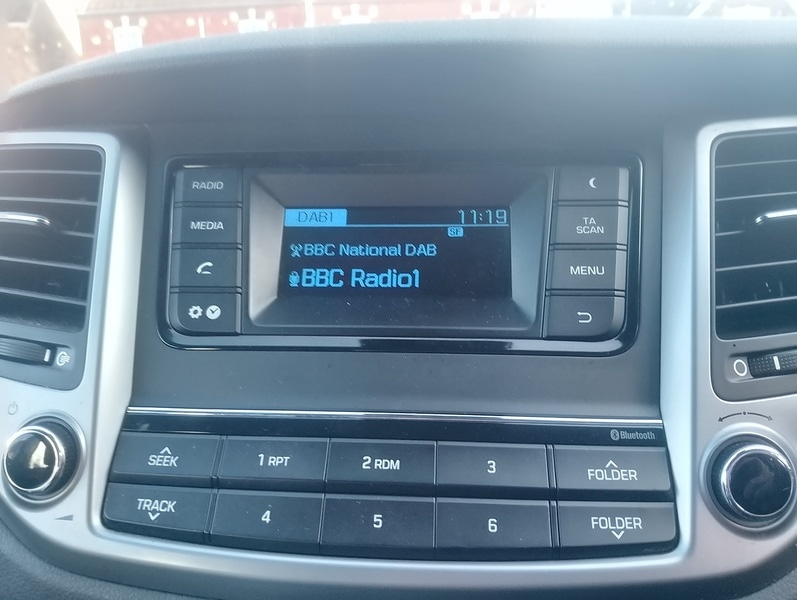 RADIO
MEDIA
DAB1 11:19
SF
BBC National DAB
BBC Radio1
TA
SCAN
MENU
Bluetooth
SEEK
1 RPT
2 RDM
3
FOLDER
TRACK
4
5
6
FOLDER